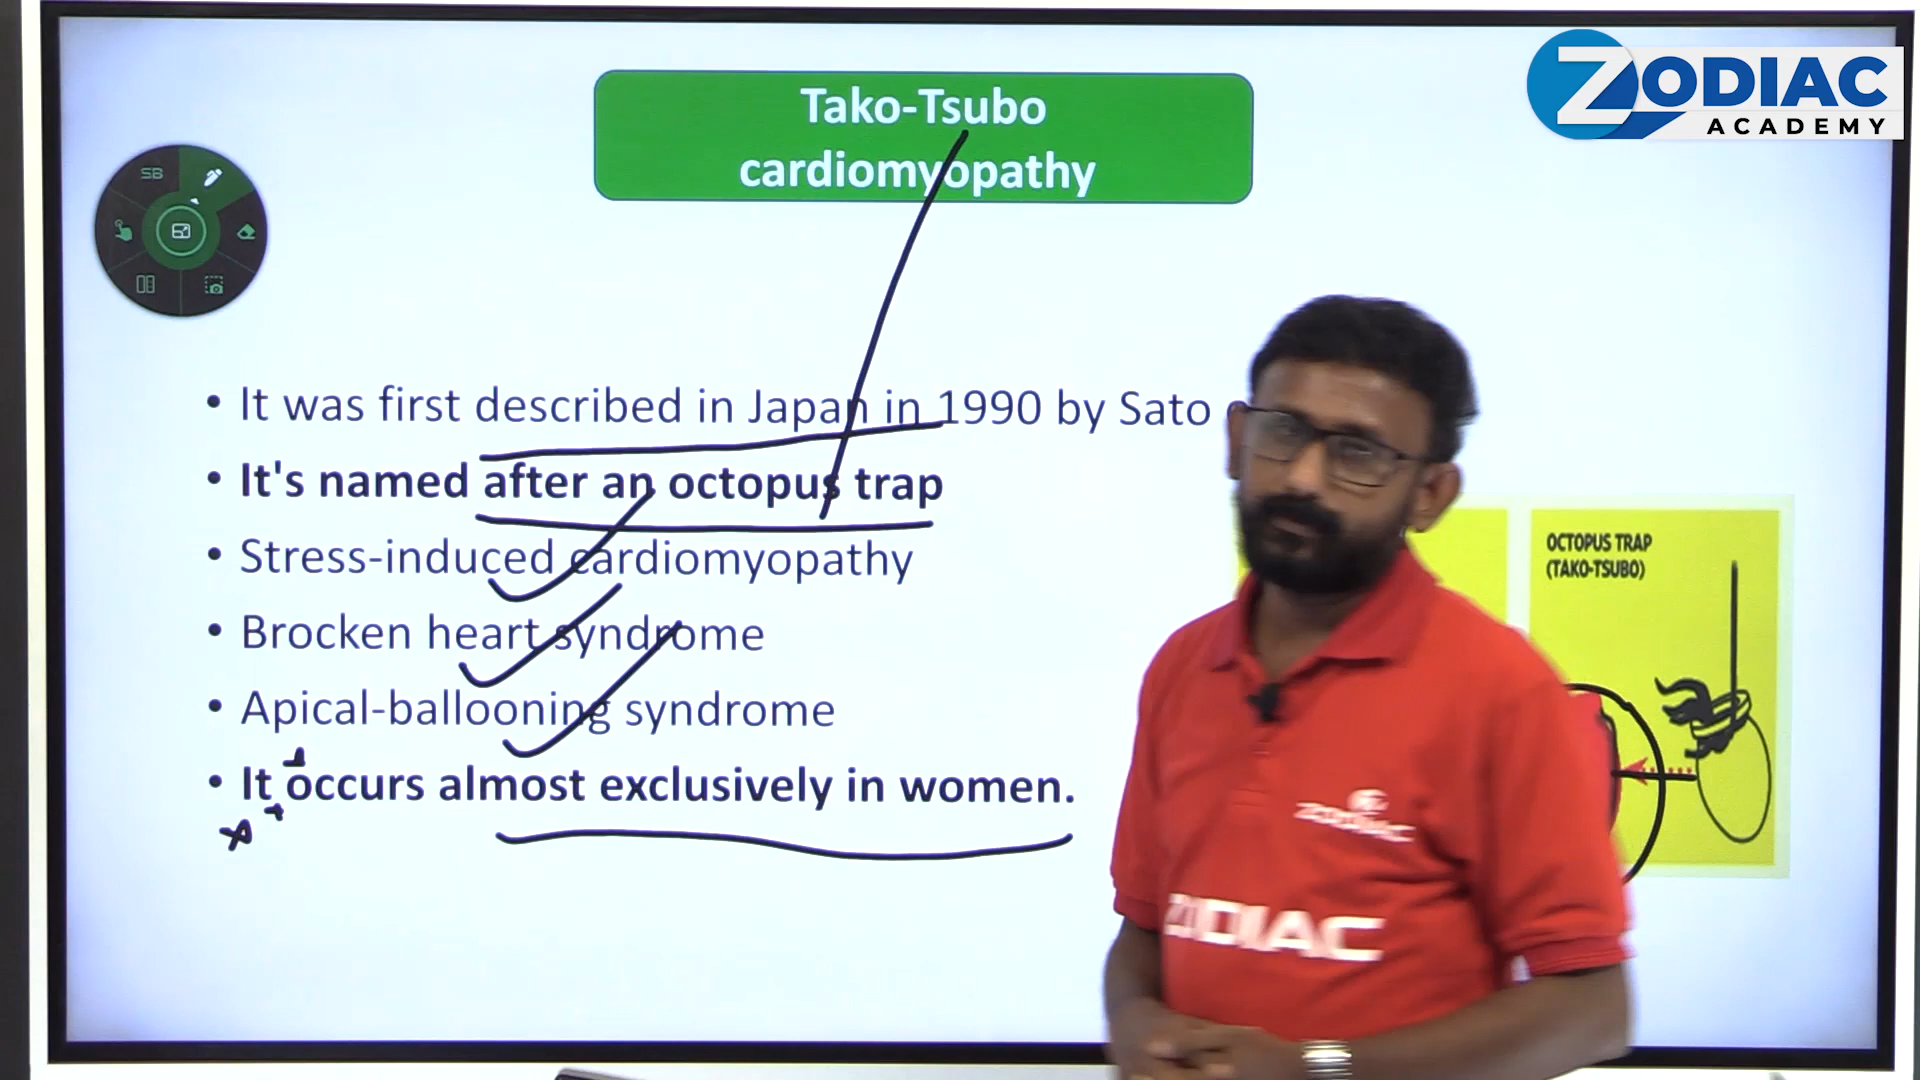 ZODIAC
ACADEMY
Tako-Tsubo
cardiomyopathy
SB
• It was first described in Japan in 1990 by Sato
• It's named after an octopus trap
• Stress-induced cardiomyopathy
• Brocken heart syndrome
• Apical-ballooning syndrome
• It occurs almost exclusively in women.
OCTOPUS TRAP
(TAKO-TSUBO)
ZODIAC
ZODIAC